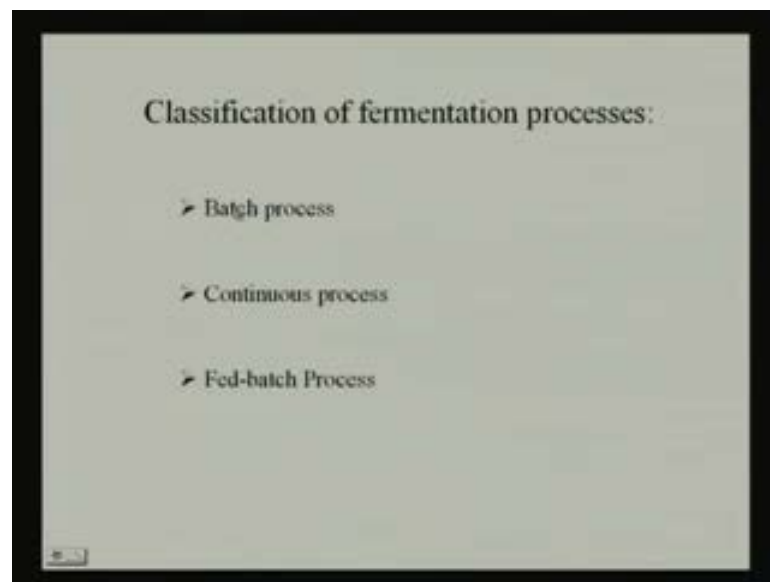 Classification of fermentation processes:
➢ Batch process
➢ Continuous process
➢ Fed-batch Process